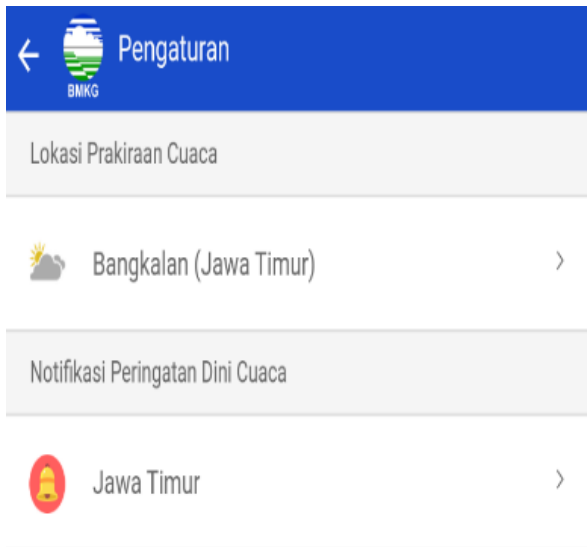 Pengaturan
BMKG
Lokasi Prakiraan Cuaca
Bangkalan (Jawa Timur)
Notifikasi Peringatan Dini Cuaca
Jawa Timur